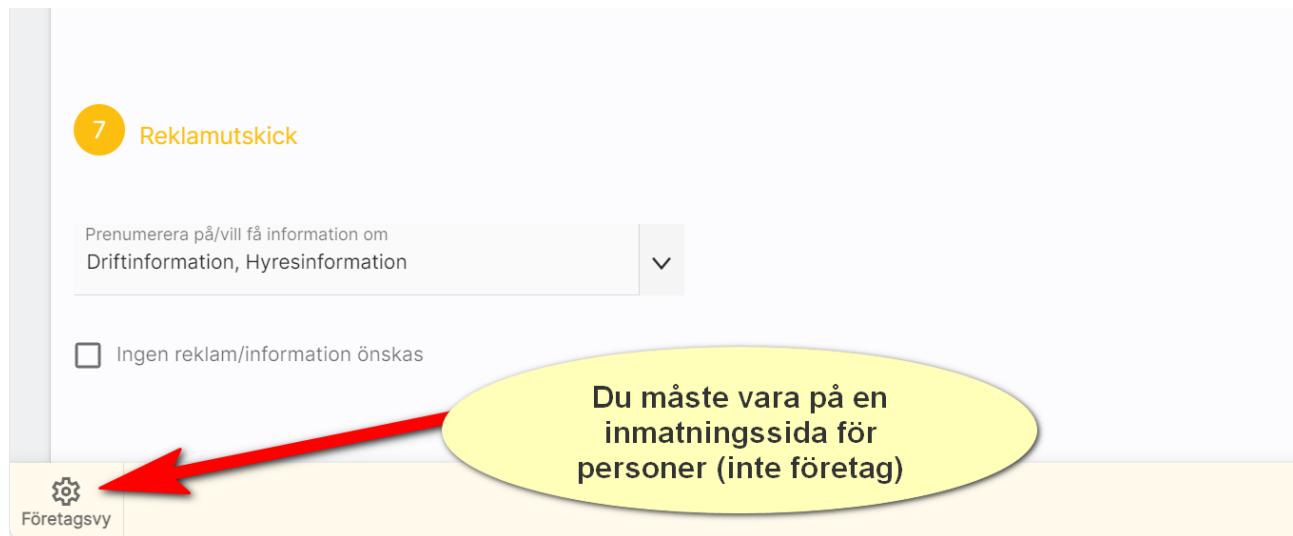 7
Reklamutskick
Prenumerera på/vill få information om
Driftinformation, Hyresinformation
Ingen reklam/information önskas
Du måste vara på en
inmatningssida för
personer (inte företag)
Företagsvy